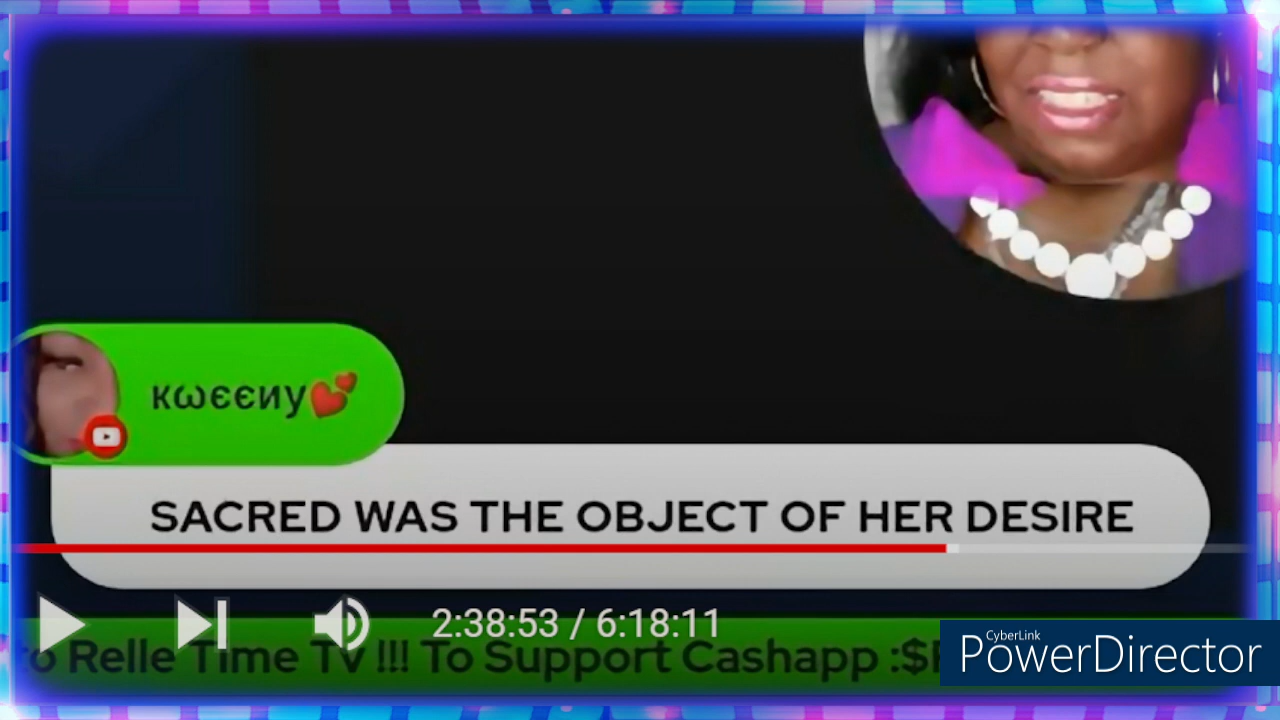 кωєєиу💕
SACRED WAS THE OBJECT OF HER DESIRE
2:38:53 / 6:18:11
Relle Time Tv !!! To Support Cashapp :$
CyberLink
PowerDirector